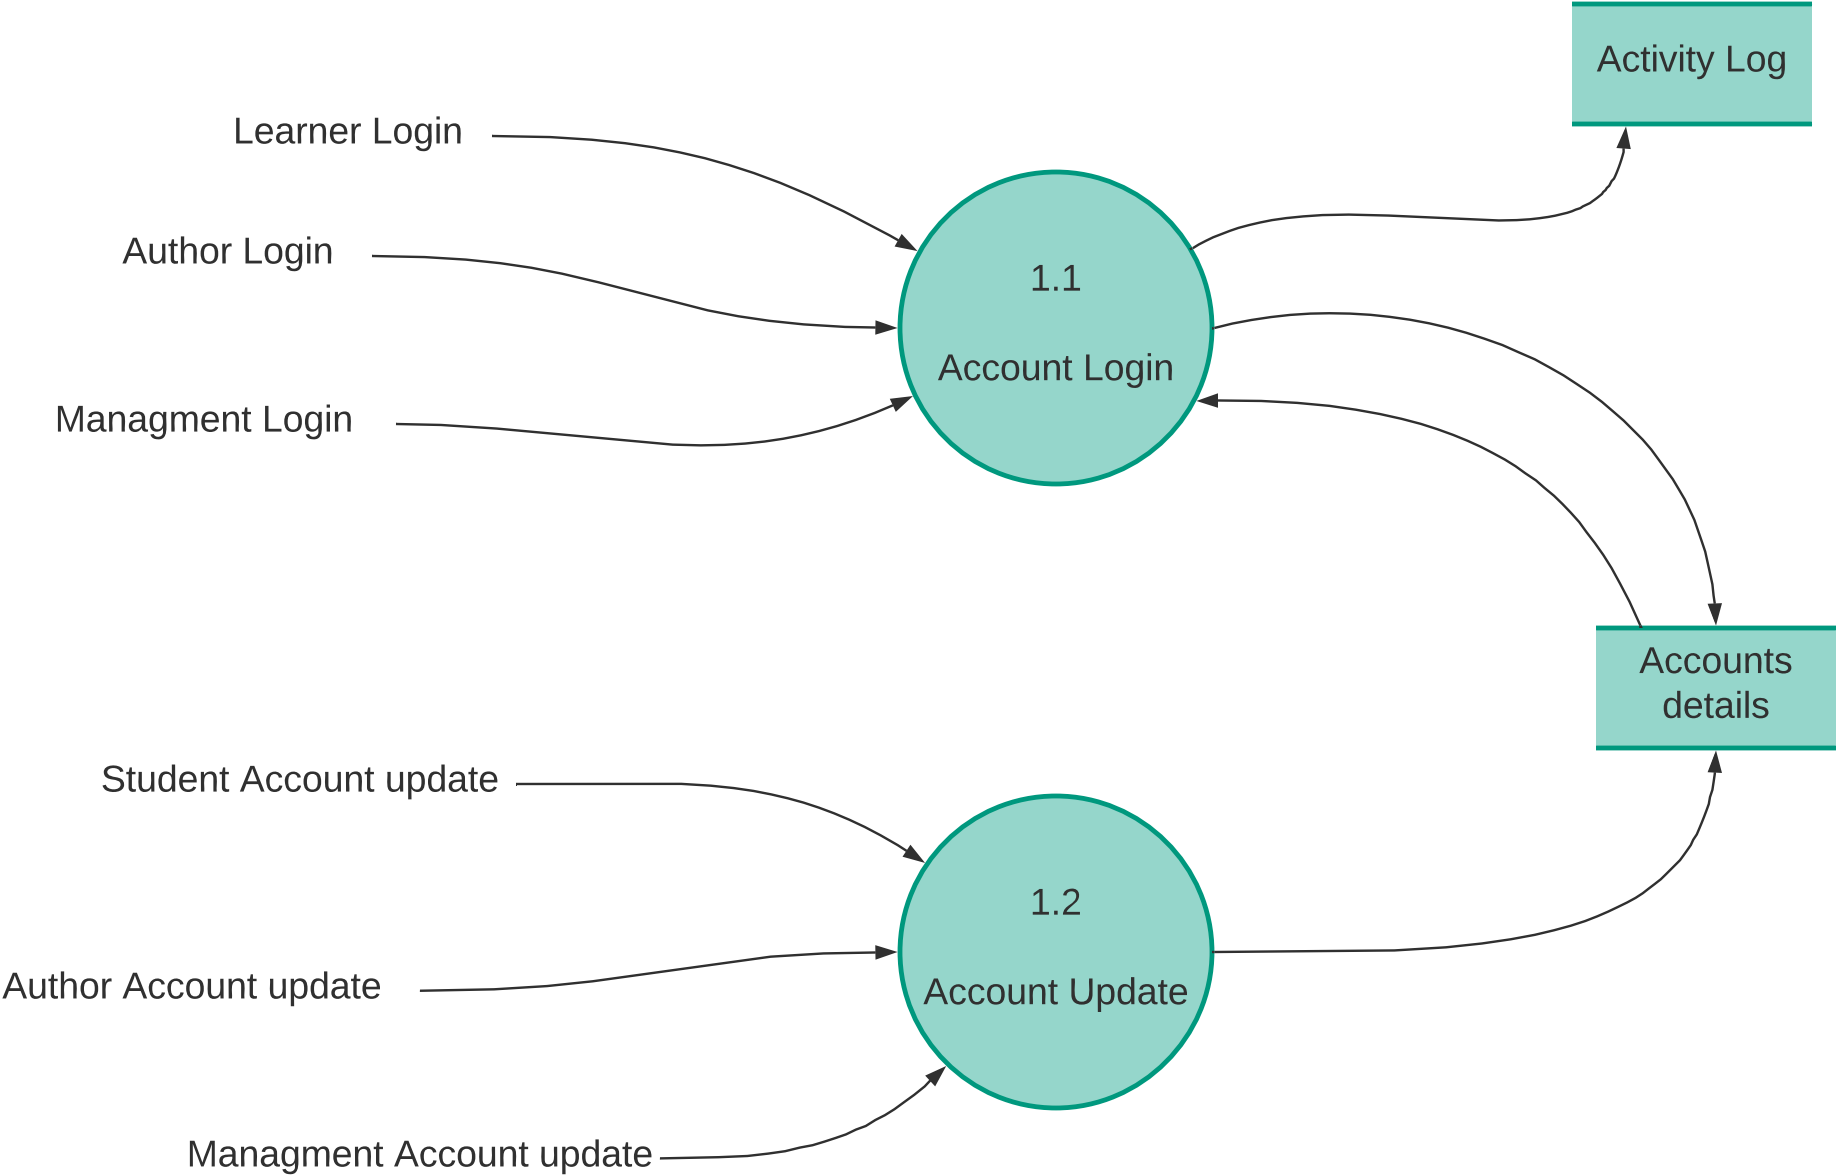 Activity Log
Learner Login
Author Login
Managment Login
1.1
Account Login
Accounts
details
Student Account update
Author Account update
Managment Account update
1.2
Account Update